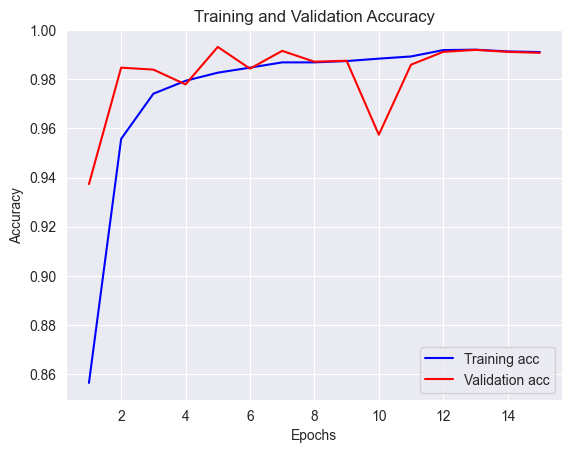 Training and Validation Accuracy
1.00
0.98
0.96
0.94
0.92
0.90
0.88
0.86
Accuracy
2 4 6 8 10 12 14
Epochs
Training acc
Validation acc